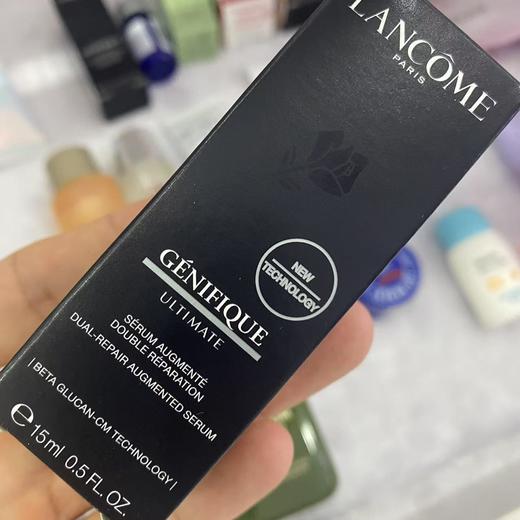 LANCÔME
PARIS
GÉNIFIQUE
ULTIMATE
NEW
TECHNOLOGY
SÉRUM AUGMENTÉ
DOUBLE RÉPARATION
DUAL-REPAIR AUGMENTED SERUM
| BETA GLUCAN-CM TECHNOLOGY |
℮ 15ml 0.5 FL. OZ.